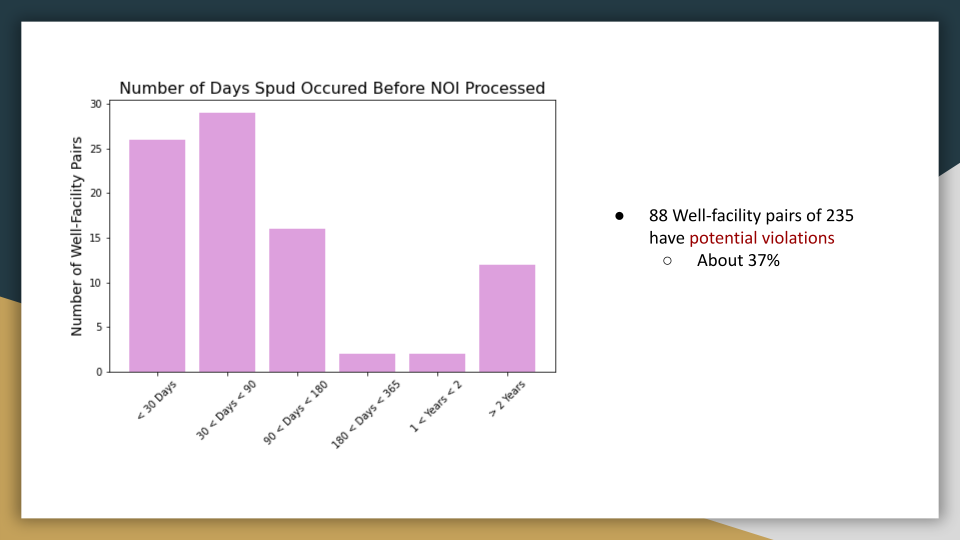 Number of Days Spud Occured Before NOI Processed
Number of Well-Facility Pairs
30
25
20
15
10
5
0
< 30 Days
30 < Days < 90
90 < Days < 180
180 < Days < 365
1 < Years < 2
> 2 Years
● 88 Well-facility pairs of 235
have potential violations
○ About 37%